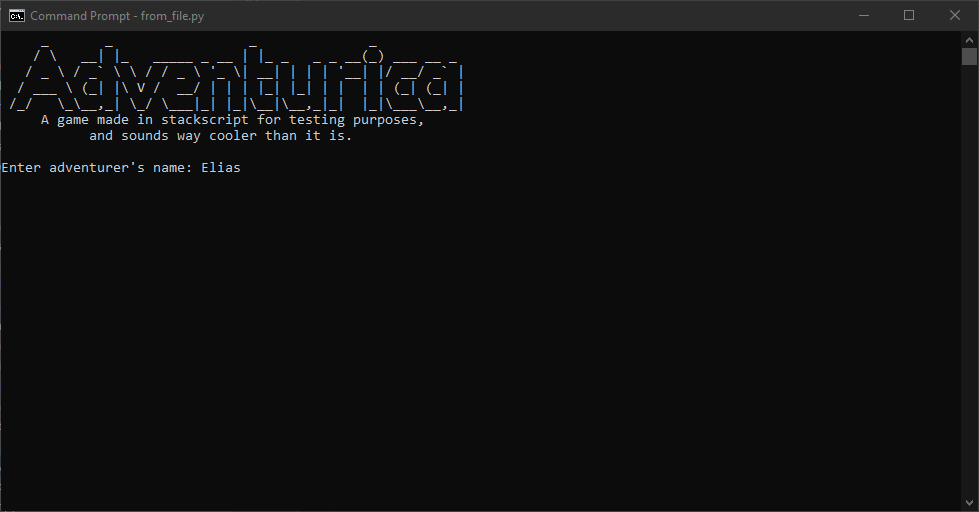 Command Prompt - from_file.py
Adventurica
A game made in stackscript for testing purposes,
and sounds way cooler than it is.
Enter adventurer's name: Elias